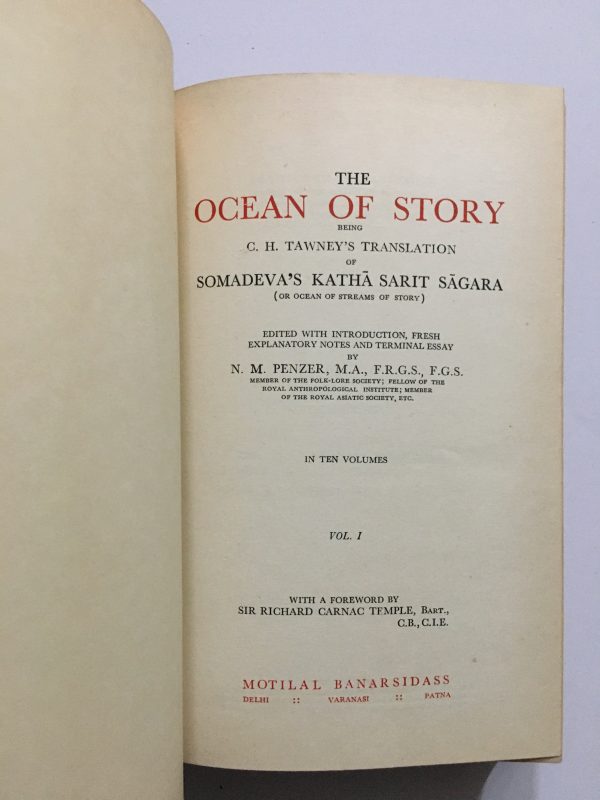 THE
OCEAN OF STORY
BEING
C. H. TAWNEY'S TRANSLATION
OF
SOMADEVA'S KATHĀ SARIT SĀGARA
(OR OCEAN OF STREAMS OF STORY)
EDITED WITH INTRODUCTION, FRESH
EXPLANATORY NOTES AND TERMINAL ESSAY
BY
N. M. PENZER, M.A., F.R.G.S., F.G.S.
MEMBER OF THE FOLK-LORE SOCIETY; FELLOW OF THE
ROYAL ANTHROPOLOGICAL INSTITUTE; MEMBER
OF THE ROYAL ASIATIC SOCIETY, ETC.
IN TEN VOLUMES
VOL. I
WITH A FOREWORD BY
SIR RICHARD CARNAC TEMPLE, BART.,
C.B., C.I.E.
MOTILAL BANARSIDASS
DELHI :: VARANASI :: PATNA